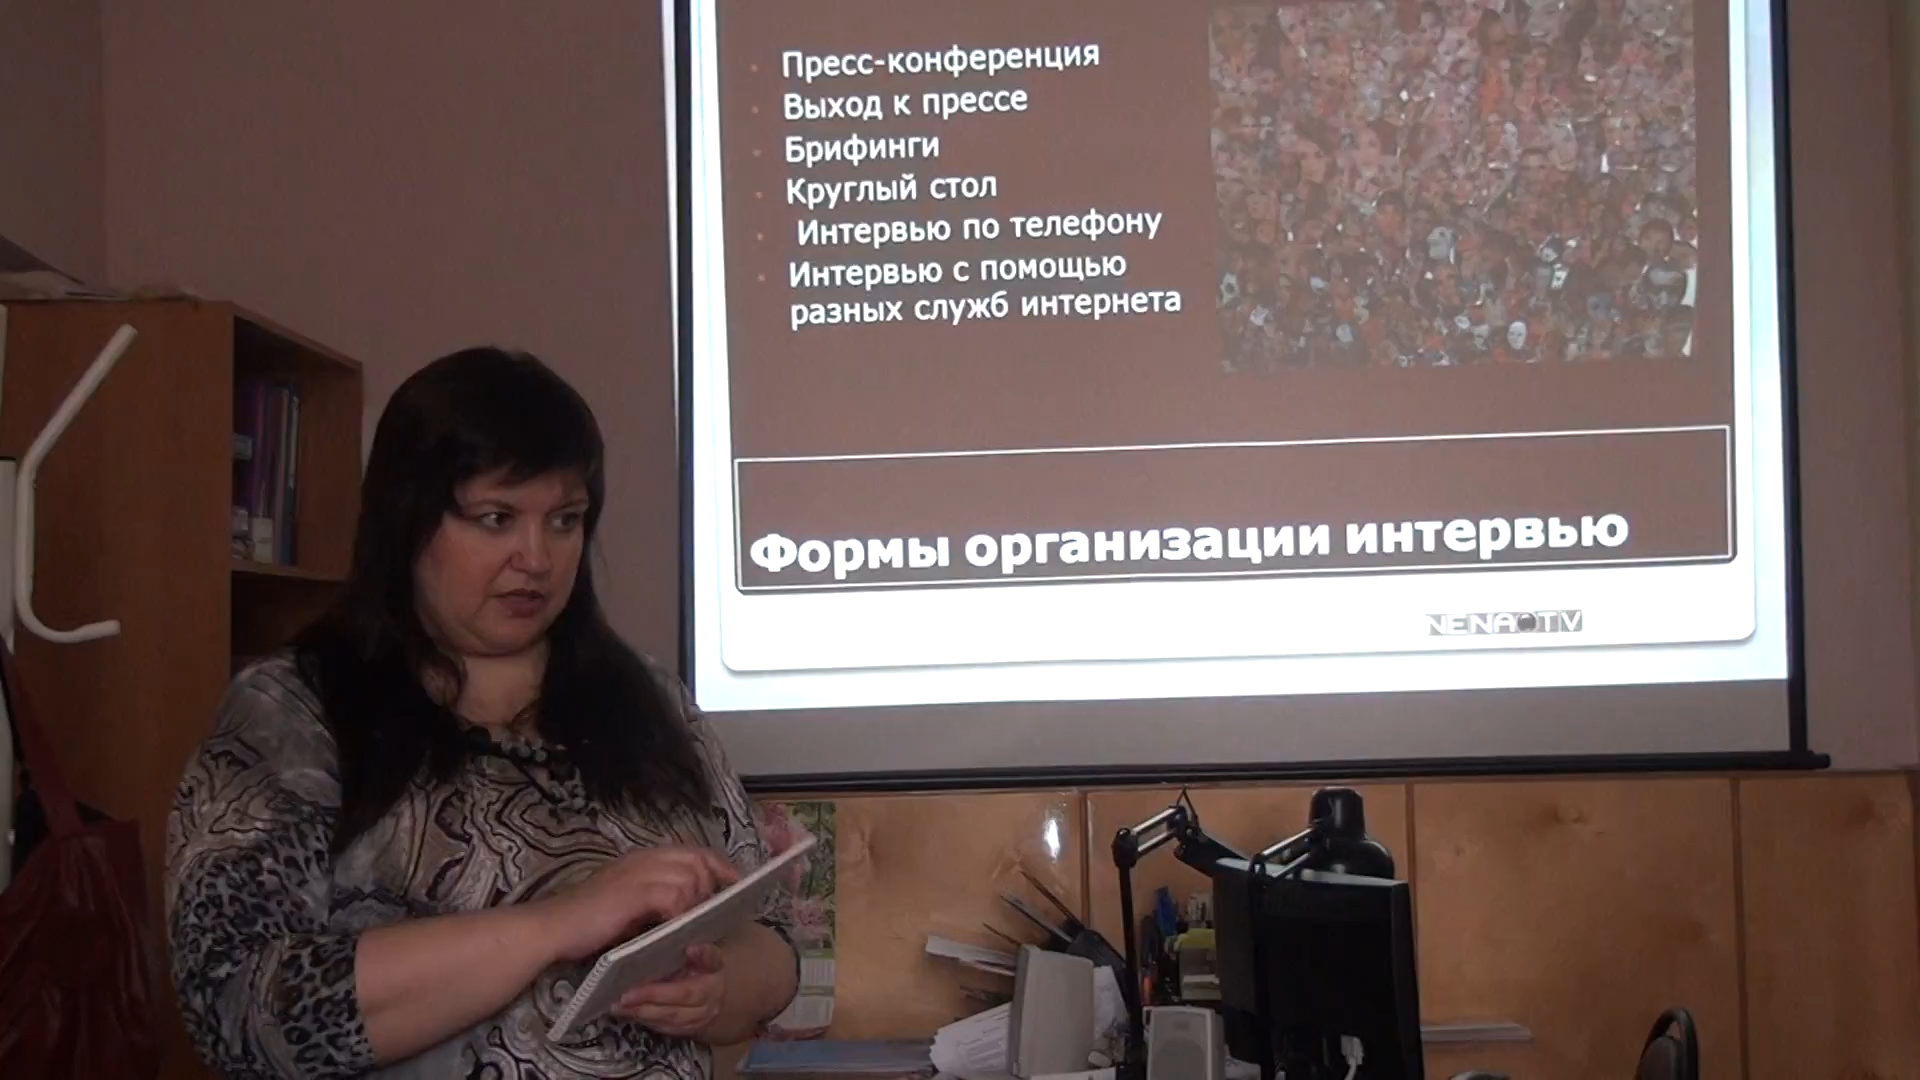 Пресс-конференция
Выход к прессе
Брифинги
Круглый стол
Интервью по телефону
Интервью с помощью
разных служб интернета
Формы организации интервью
NENAOTV